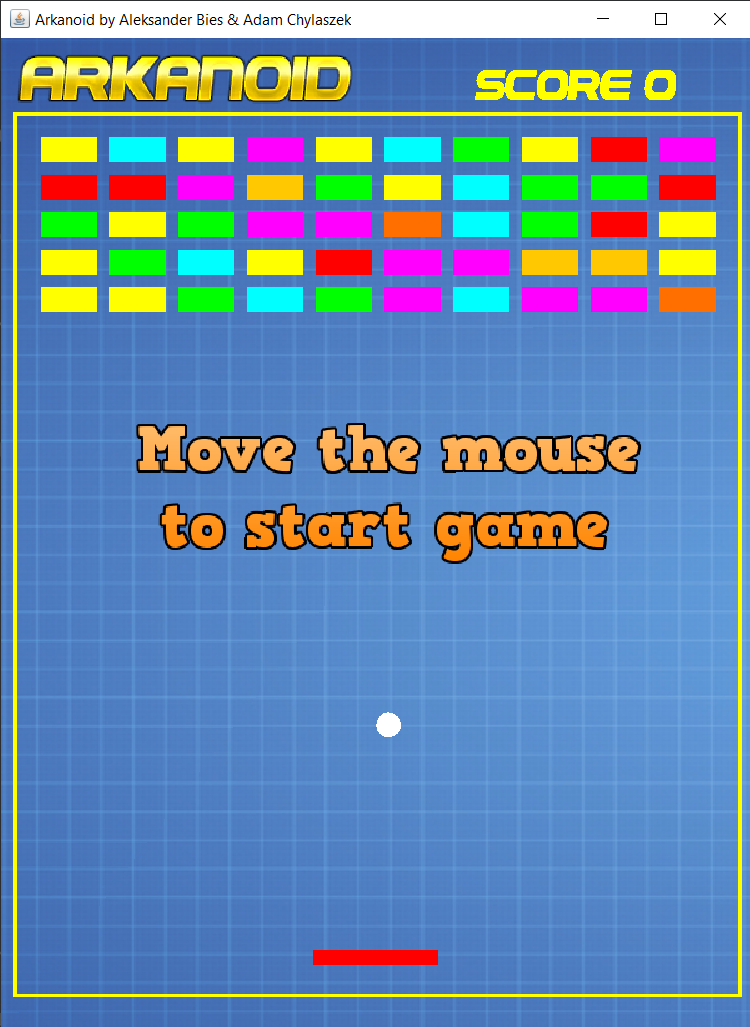 Arkanoid by Aleksander Bies & Adam Chylaszek
ARKANOID
SCORE 0
Move the mouse
to start game